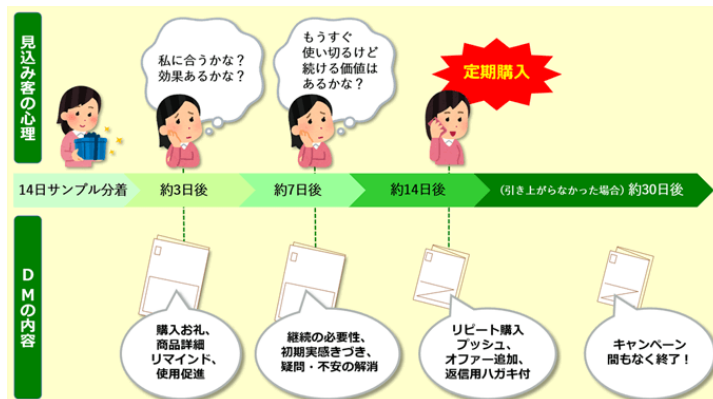 見込み客の心理
私に合うかな？
効果あるかな？
もうすぐ
使い切るけど
続ける価値は
あるかな？
定期購入
14日サンプル分着
約3日後
約7日後
約14日後
（引き上がらなかった場合）約30日後
DMの内容
購入お礼、
商品詳細
リマインド、
使用促進
継続の必要性、
初期実感きづき、
疑問・不安の解消
リピート購入
プッシュ、
オファー追加、
返信用ハガキ付
キャンペーン
間もなく終了！